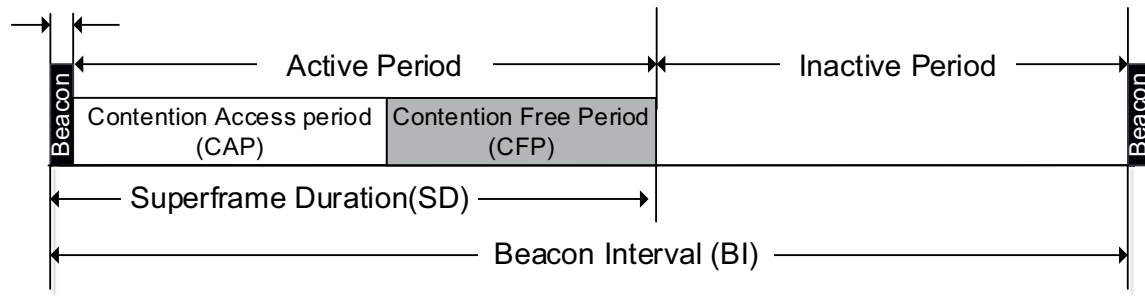 Beacon
Active Period
Inactive Period
Beacon
Contention Access period
(CAP)
Contention Free Period
(CFP)
Superframe Duration(SD)
Beacon Interval (BI)